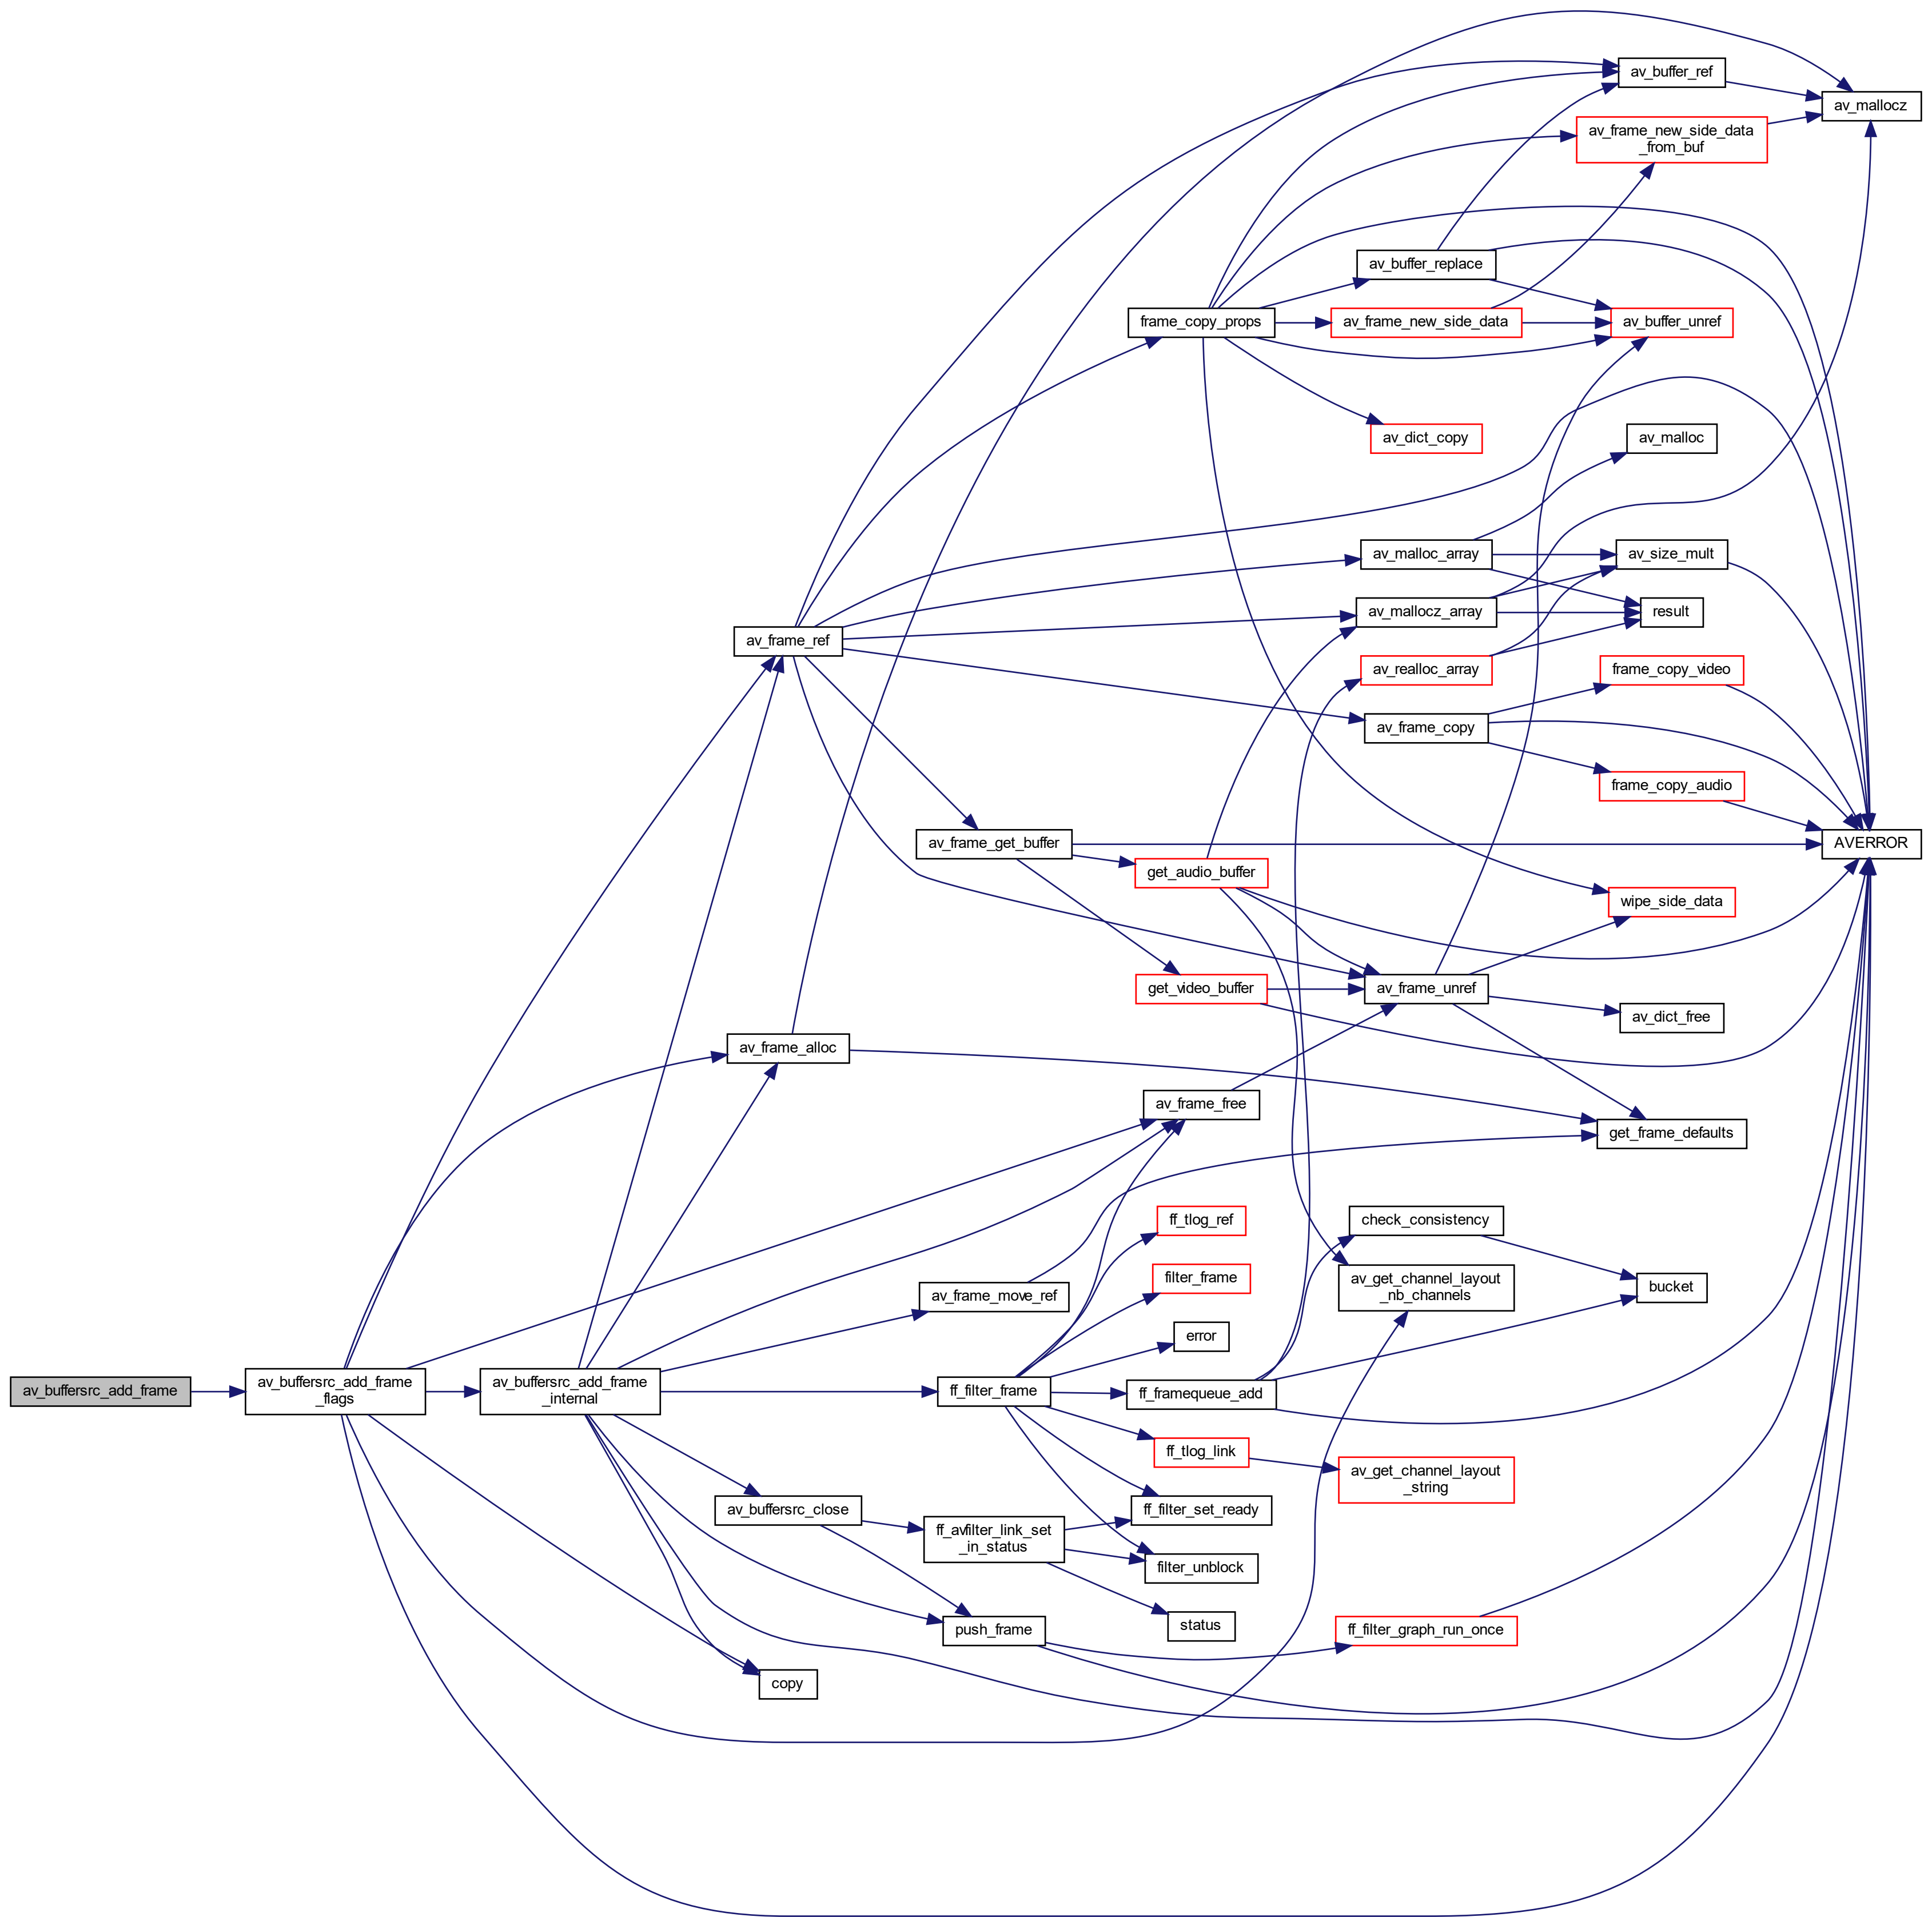 av_buffer_ref
av_mallocz
av_frame_new_side_data
_from_buf
av_buffer_replace
frame_copy_props
av_frame_new_side_data
av_buffer_unref
av_dict_copy
av_malloc
av_malloc_array
av_size_mult
av_mallocz_array
result
av_frame_ref
av_realloc_array
frame_copy_video
av_frame_copy
frame_copy_audio
av_frame_get_buffer
AVERROR
get_audio_buffer
wipe_side_data
get_video_buffer
av_frame_unref
av_dict_free
av_frame_alloc
av_frame_free
get_frame_defaults
ff_tlog_ref
check_consistency
filter_frame
av_get_channel_layout
_nb_channels
bucket
av_frame_move_ref
error
av_buffersrc_add_frame
av_buffersrc_add_frame
_flags
av_buffersrc_add_frame
_internal
ff_filter_frame
ff_framequeue_add
ff_tlog_link
av_get_channel_layout
_string
av_buffersrc_close
ff_filter_set_ready
ff_avfilter_link_set
_in_status
filter_unblock
status
push_frame
ff_filter_graph_run_once
copy